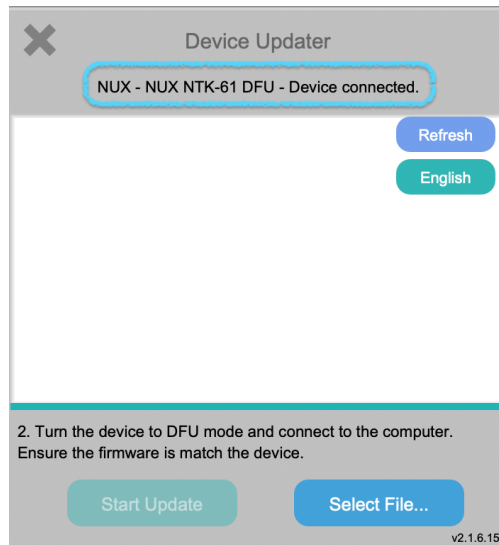 Device Updater
NUX - NUX NTK-61 DFU - Device connected.
Refresh
English
2. Turn the device to DFU mode and connect to the computer.
Ensure the firmware is match the device.
Start Update
Select File...
v2.1.6.15